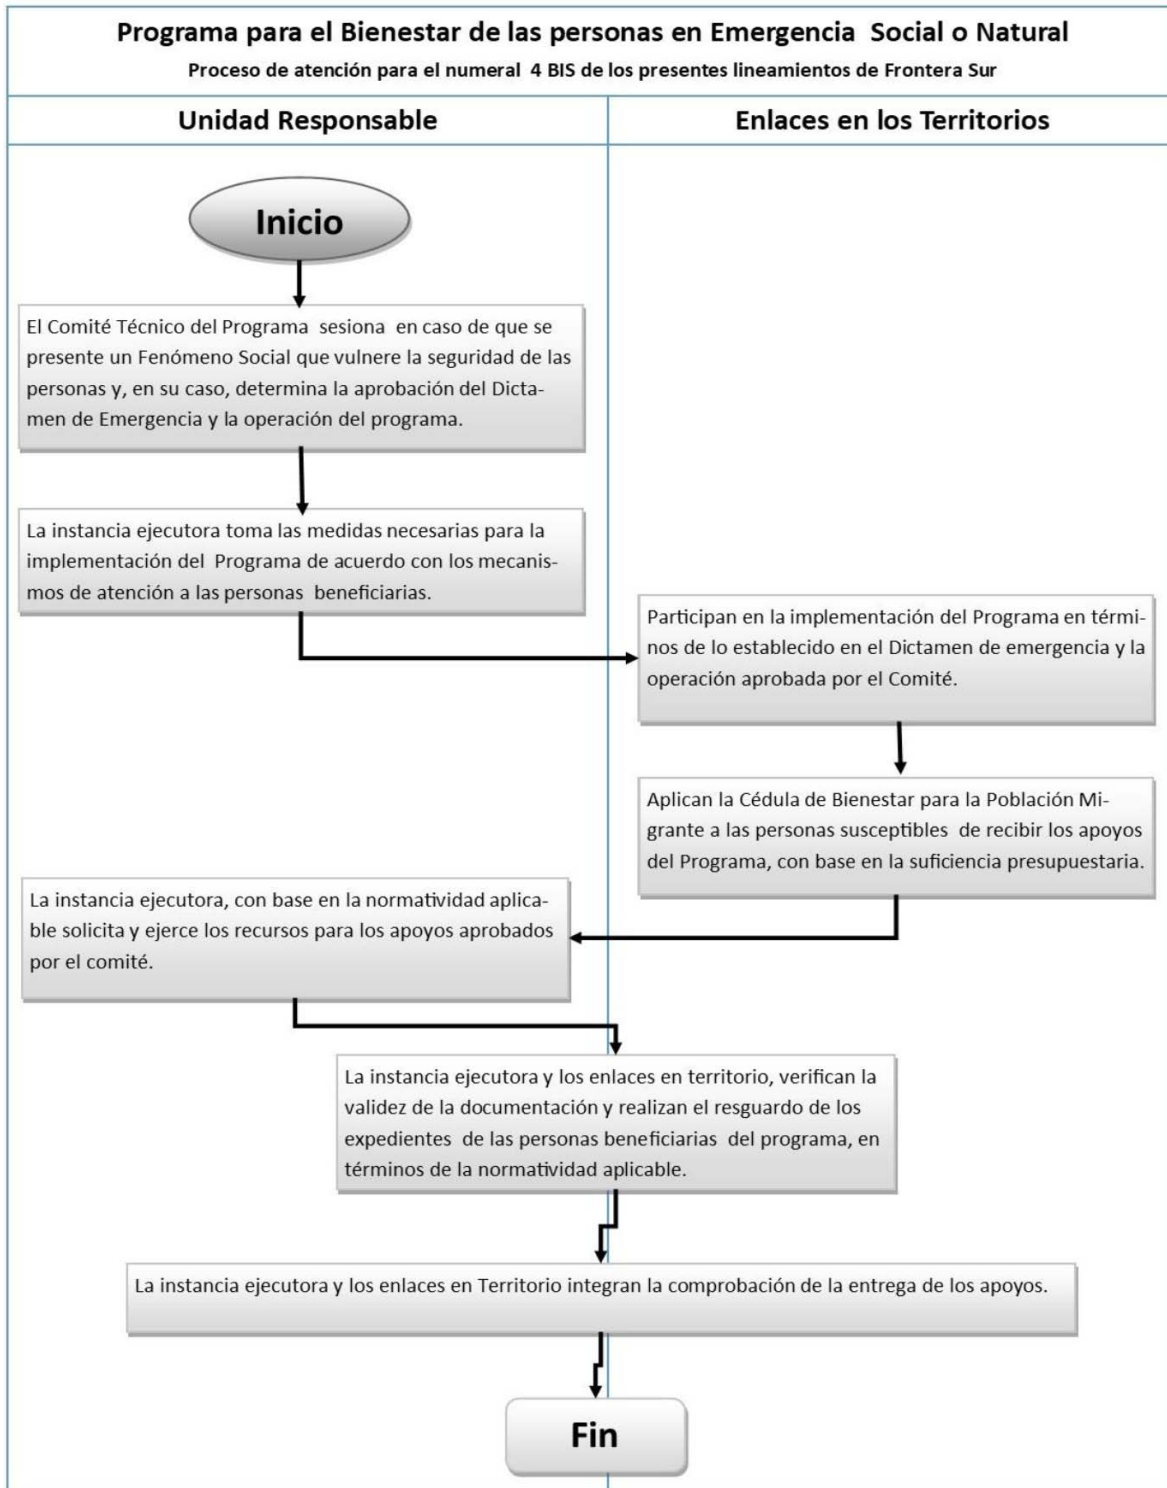 Programa para el Bienestar de las personas en Emergencia Social o Natural
Proceso de atención para el numeral 4 BIS de los presentes lineamientos de Frontera Sur
Unidad Responsable
Enlaces en los Territorios
Inicio
El Comité Técnico del Programa sesiona en caso de que se
presente un Fenómeno Social que vulnere la seguridad de las
personas y, en su caso, determina la aprobación del Dicta-
men de Emergencia y la operación del programa.
La instancia ejecutora toma las medidas necesarias para la
implementación del Programa de acuerdo con los mecanis-
mos de atención a las personas beneficiarias.
Participan en la implementación del Programa en térmi-
nos de lo establecido en el Dictamen de emergencia y la
operación aprobada por el Comité.
Aplican la Cédula de Bienestar para la Población Mi-
grante a las personas susceptibles de recibir los apoyos
del Programa, con base en la suficiencia presupuestaria.
La instancia ejecutora, con base en la normatividad aplica-
ble solicita y ejerce los recursos para los apoyos aprobados
por el comité.
La instancia ejecutora y los enlaces en territorio, verifican la
validez de la documentación y realizan el resguardo de los
expedientes de las personas beneficiarias del programa, en
términos de la normatividad aplicable.
La instancia ejecutora y los enlaces en Territorio integran la comprobación de la entrega de los apoyos.
Fin